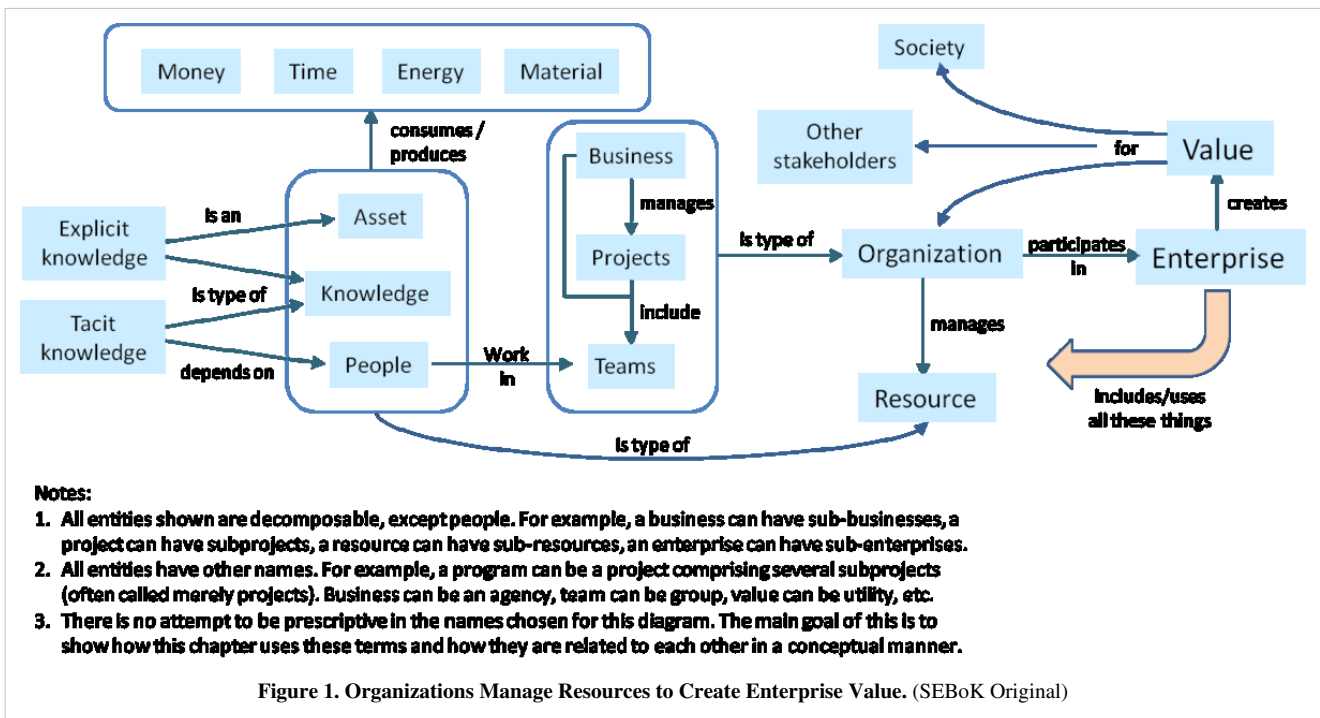 Society
Money
Time
Energy
Material
consumes /
produces
Other
stakeholders
for
Value
Business
manages
creates
Explicit
knowledge
Is an
Asset
Is type of
Organization
participates
in
Enterprise
Projects
Is type of
Knowledge
include
manages
Tacit
knowledge
depends on
People
Work
in
Teams
Resource
Includes/uses
all these things
Is type of
Notes:
1. All entities shown are decomposable, except people. For example, a business can have sub-businesses, a
project can have subprojects, a resource can have sub-resources, an enterprise can have sub-enterprises.
2. All entities have other names. For example, a program can be a project comprising several subprojects
(often called merely projects). Business can be an agency, team can be group, value can be utility, etc.
3. There is no attempt to be prescriptive in the names chosen for this diagram. The main goal of this is to
show how this chapter uses these terms and how they are related to each other in a conceptual manner.
Figure 1. Organizations Manage Resources to Create Enterprise Value. (SEBoK Original)